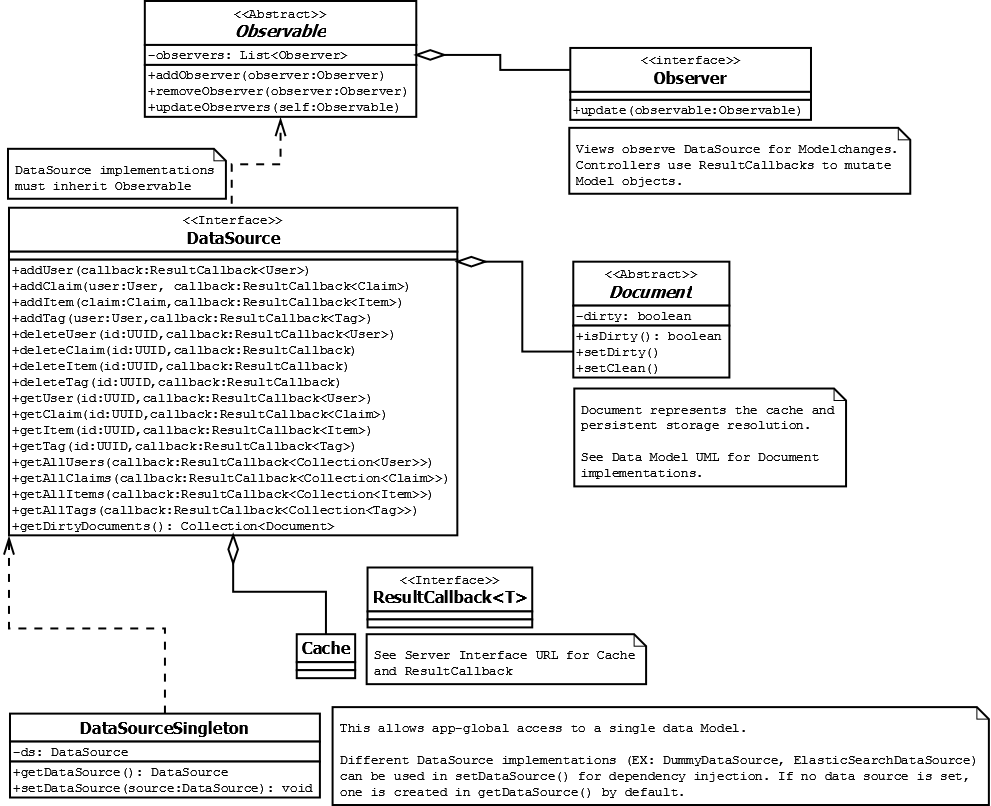 <<Abstract>>
Observable
-observers: List<Observer>
+addObserver(observer:Observer)
+removeObserver(observer:Observer)
+updateObservers(self:Observable)
<<interface>>
Observer
+update(observable:Observable)
Views observe DataSource for Modelchanges.
Controllers use ResultCallbacks to mutate
Model objects.
DataSource implementations
must inherit Observable
<<Interface>>
DataSource
+addUser(callback:ResultCallback<User>)
+addClaim(user:User, callback:ResultCallback<Claim>)
+addItem(claim:Claim,callback:ResultCallback<Item>)
+addTag(user:User,callback:ResultCallback<Tag>)
+deleteUser(id:UUID,callback:ResultCallback<User>)
+deleteClaim(id:UUID,callback:ResultCallback)
+deleteItem(id:UUID,callback:ResultCallback)
+deleteTag(id:UUID,callback:ResultCallback)
+getUser(id:UUID,callback:ResultCallback<User>)
+getClaim(id:UUID,callback:ResultCallback<Claim>)
+getItem(id:UUID,callback:ResultCallback<Item>)
+getTag(id:UUID,callback:ResultCallback<Tag>)
+getAllUsers(callback:ResultCallback<Collection<User>>)
+getAllClaims(callback:ResultCallback<Collection<Claim>>)
+getAllItems(callback:ResultCallback<Collection<Item>>)
+getAllTags(callback:ResultCallback<Collection<Tag>>)
+getDirtyDocuments(): Collection<Document>
<<Abstract>>
Document
-dirty: boolean
+isDirty(): boolean
+setDirty()
+setClean()
Document represents the cache and
persistent storage resolution.
See Data Model UML for Document
implementations.
<<Interface>>
ResultCallback<T>
Cache
See Server Interface URL for Cache
and ResultCallback
DataSourceSingleton
-ds: DataSource
+getDataSource(): DataSource
+setDataSource(source:DataSource): void
This allows app-global access to a single data Model.
Different DataSource implementations (EX: DummyDataSource, ElasticSearchDataSource)
can be used in setDataSource() for dependency injection. If no data source is set,
one is created in getDataSource() by default.